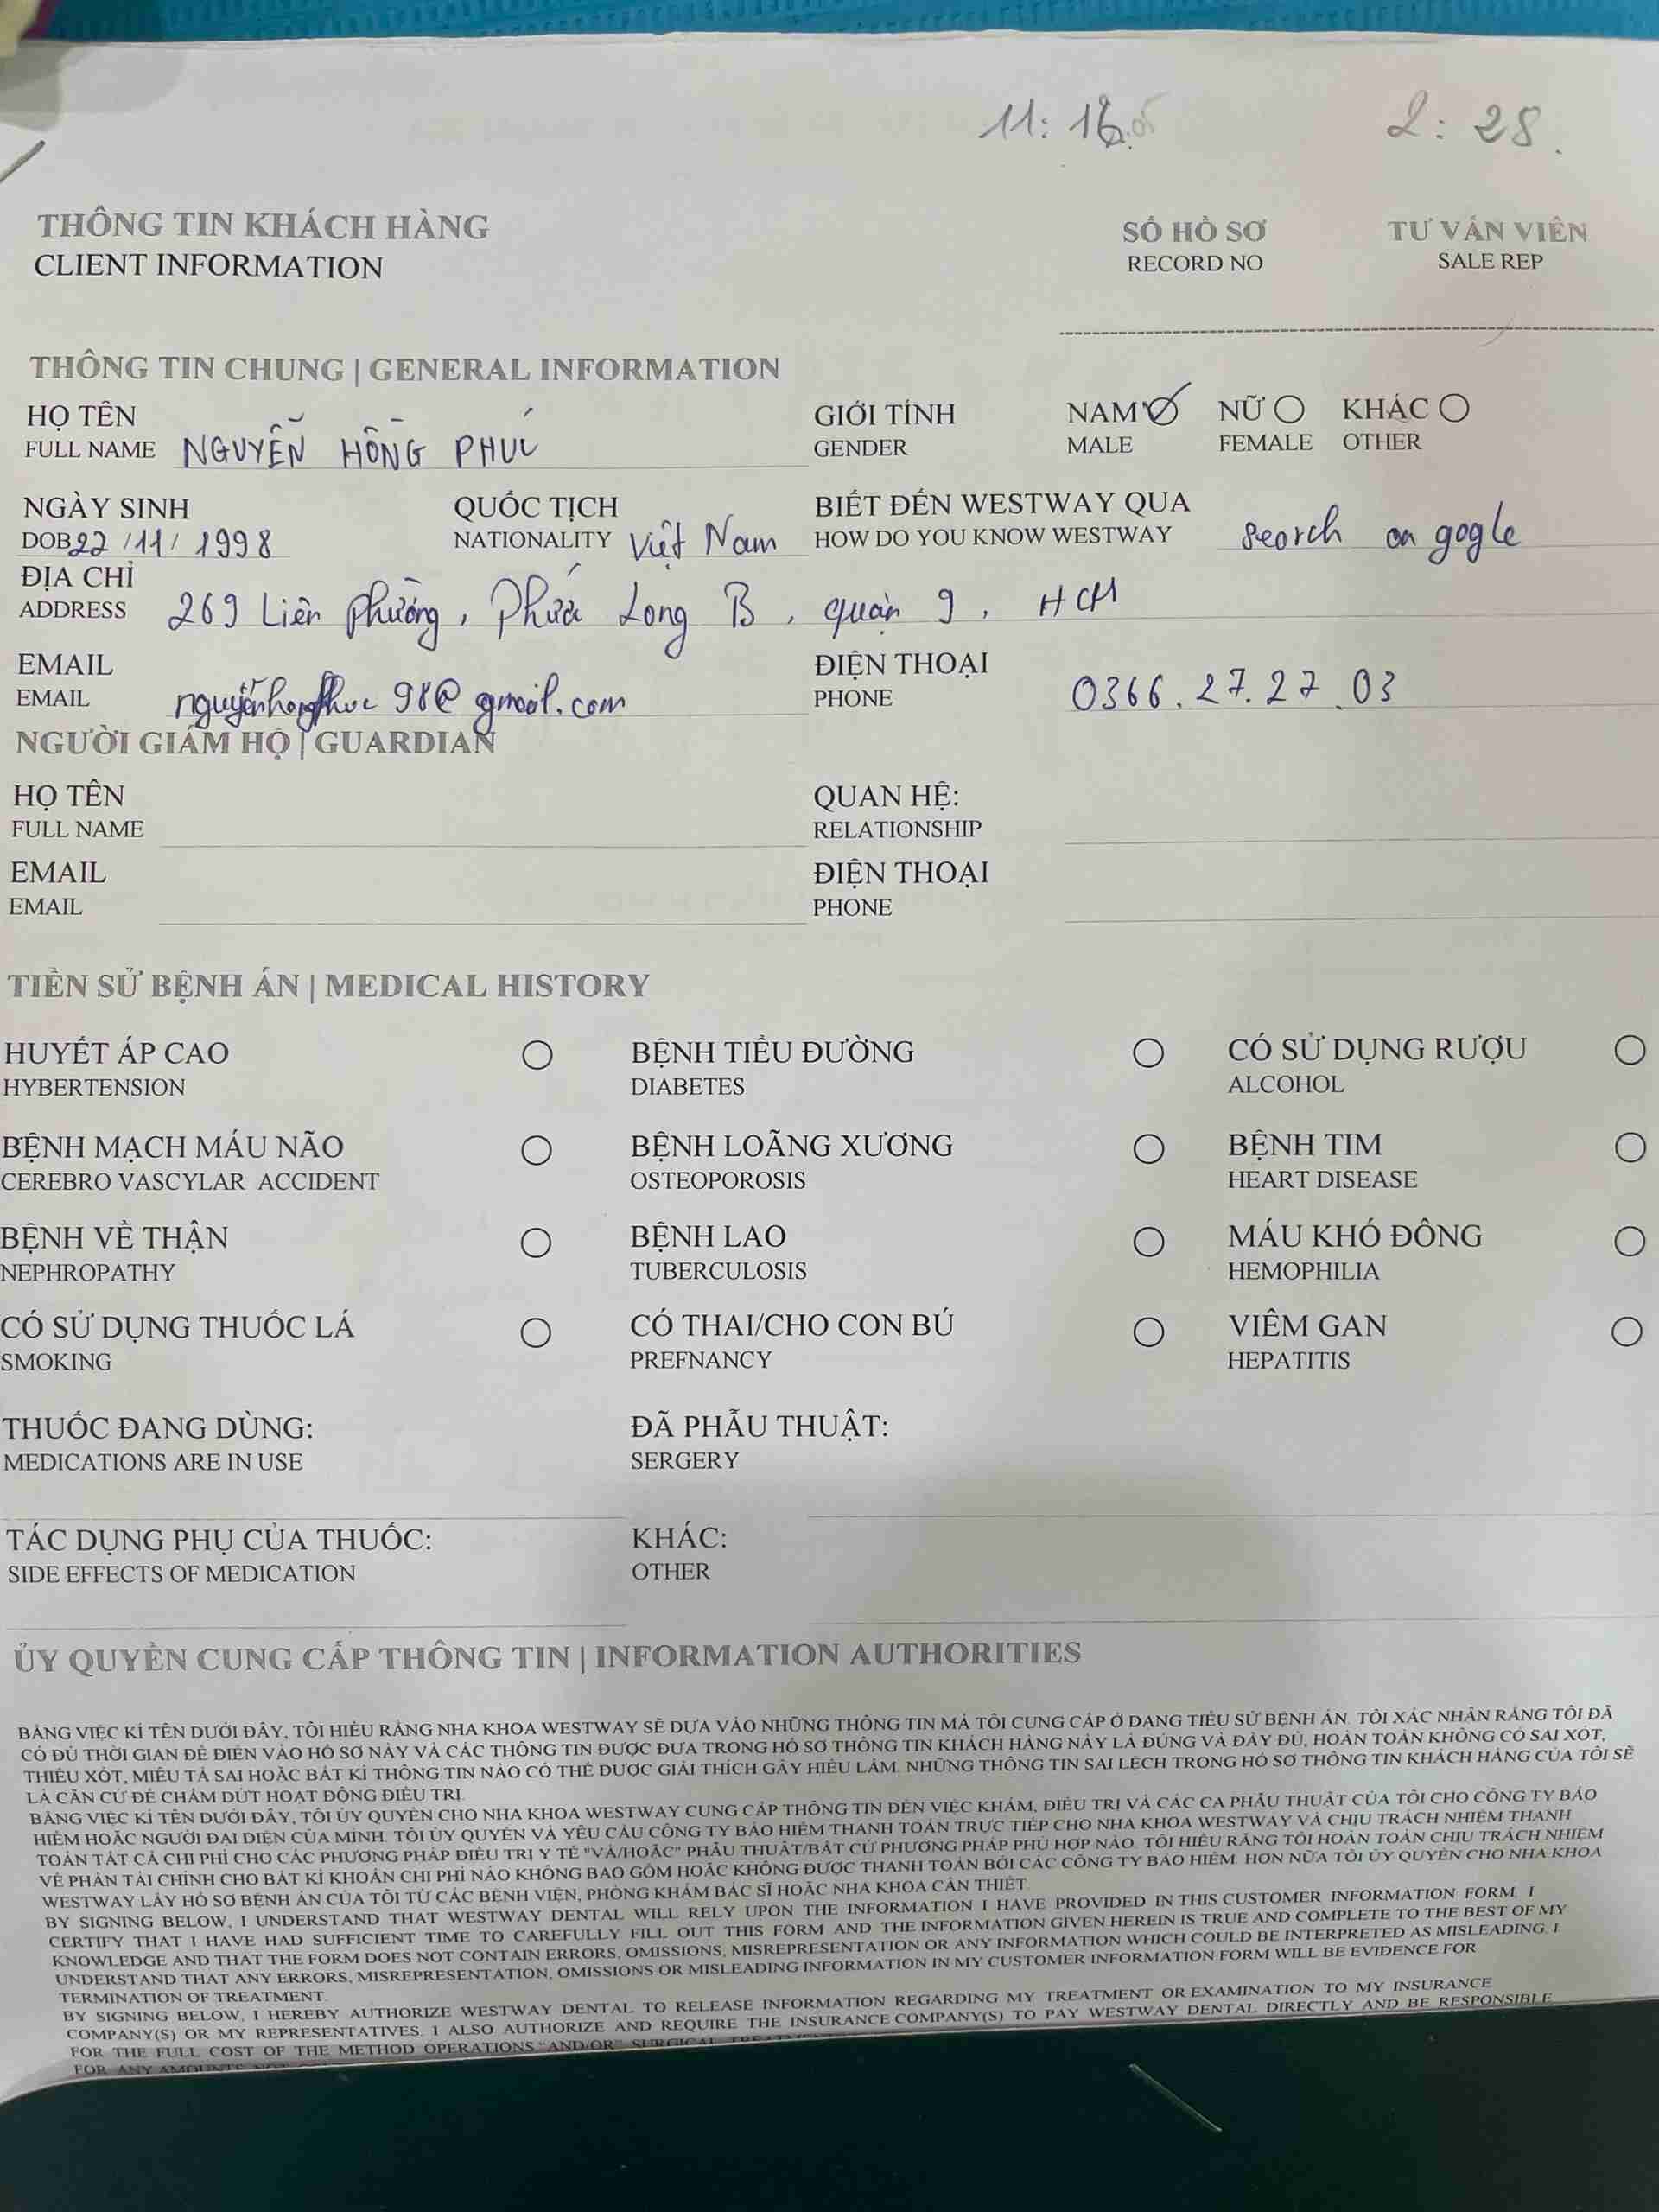 11: 16
2: 28.
THÔNG TIN KHÁCH HÀNG
CLIENT INFORMATION
SỐ HỒ SƠ
RECORD NO
TƯ VẤN VIÊN
SALE REP
THÔNG TIN CHUNG | GENERAL INFORMATION
HỌ TÊN
FULL NAME NGUYỄN HỒNG PHÚC
GIỚI TÍNH
GENDER
NAM NỮ KHÁC
MALE FEMALE OTHER
NGÀY SINH
DOB 22 /11/ 1998
QUỐC TỊCH
NATIONALITY Việt Nam
BIẾT ĐẾN WESTWAY QUA
HOW DO YOU KNOW WESTWAY search on gogle
ĐỊA CHỈ
ADDRESS 269 Liên Phường, Phước Long B, quận 9, HCM
EMAIL
EMAIL nguyenhongphuc98@gmail.com
ĐIỆN THOẠI
PHONE 0366.27.27.03
NGƯỜI GIÁM HỘ | GUARDIAN
HỌ TÊN
FULL NAME
QUAN HỆ:
RELATIONSHIP
EMAIL
EMAIL
ĐIỆN THOẠI
PHONE
TIỀN SỬ BỆNH ÁN | MEDICAL HISTORY
HUYẾT ÁP CAO BỆNH TIỂU ĐƯỜNG CÓ SỬ DỤNG RƯỢU
HYBERTENSION DIABETES ALCOHOL
BỆNH MẠCH MÁU NÃO BỆNH LOÃNG XƯƠNG BỆNH TIM
CEREBRO VASCYLAR ACCIDENT OSTEOPOROSIS HEART DISEASE
BỆNH VỀ THẬN BỆNH LAO MÁU KHÓ ĐÔNG
NEPHROPATHY TUBERCULOSIS HEMOPHILIA
CÓ SỬ DỤNG THUỐC LÁ CÓ THAI/CHO CON BÚ VIÊM GAN
SMOKING PREFNANCY HEPATITIS
THUỐC ĐANG DÙNG: ĐÃ PHẪU THUẬT:
MEDICATIONS ARE IN USE SERGERY
TÁC DỤNG PHỤ CỦA THUỐC: KHÁC:
SIDE EFFECTS OF MEDICATION OTHER
ỦY QUYỀN CUNG CẤP THÔNG TIN | INFORMATION AUTHORITIES
BẰNG VIỆC KÍ TÊN DƯỚI ĐÂY, TÔI HIỂU RẰNG NHA KHOA WESTWAY SẼ DỰA VÀO NHỮNG THÔNG TIN MÀ TÔI CUNG CẤP Ở DẠNG TIỂU SỬ BỆNH ÁN. TÔI XÁC NHẬN RẰNG TÔI ĐÃ
CÓ ĐỦ THỜI GIAN ĐỂ ĐIỀN VÀO HỒ SƠ NÀY VÀ CÁC THÔNG TIN ĐƯỢC ĐƯA TRONG HỒ SƠ THÔNG TIN KHÁCH HÀNG NÀY LÀ ĐÚNG VÀ ĐẦY ĐỦ, HOÀN TOÀN KHÔNG CÓ SAI XÓT,
THIẾU XÓT, MIÊU TẢ SAI HOẶC BẤT KÌ THÔNG TIN NÀO CÓ THỂ ĐƯỢC GIẢI THÍCH GÂY HIỂU LẦM. NHỮNG THÔNG TIN SAI LỆCH TRONG HỒ SƠ THÔNG TIN KHÁCH HÀNG CỦA TÔI SẼ
LÀ CĂN CỨ ĐỂ CHẤM DỨT HOẠT ĐỘNG ĐIỀU TRỊ.
BẰNG VIỆC KÍ TÊN DƯỚI ĐÂY, TÔI ỦY QUYỀN CHO NHA KHOA WESTWAY CUNG CẤP THÔNG TIN ĐẾN VIỆC KHÁM, ĐIỀU TRỊ VÀ CÁC CA PHẪU THUẬT CỦA TÔI CHO CÔNG TY BẢO
HIỂM HOẶC NGƯỜI ĐẠI DIỆN CỦA MÌNH. TÔI ỦY QUYỀN VÀ YÊU CẦU CÔNG TY BẢO HIỂM THANH TOÁN TRỰC TIẾP CHO NHA KHOA WESTWAY VÀ CHỊU TRÁCH NHIỆM THANH
TOÁN TẤT CẢ CHI PHÍ CHO CÁC PHƯƠNG PHÁP ĐIỀU TRỊ Y TẾ "VÀ/HOẶC" PHẪU THUẬT/BẤT CỨ PHƯƠNG PHÁP PHÙ HỢP NÀO. TÔI HIỂU RẰNG TÔI HOÀN TOÀN CHỊU TRÁCH NHIỆM
VỀ PHẦN TÀI CHÍNH CHO BẤT KÌ KHOẢN CHI PHÍ NÀO KHÔNG BAO GỒM HOẶC KHÔNG ĐƯỢC THANH TOÁN BỞI CÁC CÔNG TY BẢO HIỂM. HƠN NỮA TÔI ỦY QUYỀN CHO NHA KHOA
WESTWAY LẤY HỒ SƠ BỆNH ÁN CỦA TÔI TỪ CÁC BỆNH VIỆN, PHÒNG KHÁM BÁC SĨ HOẶC NHA KHOA CẦN THIẾT.
BY SIGNING BELOW, I UNDERSTAND THAT WESTWAY DENTAL WILL RELY UPON THE INFORMATION I HAVE PROVIDED IN THIS CUSTOMER INFORMATION FORM. I
CERTIFY THAT I HAVE HAD SUFFICIENT TIME TO CAREFULLY FILL OUT THIS FORM AND THE INFORMATION GIVEN HEREIN IS TRUE AND COMPLETE TO THE BEST OF MY
KNOWLEDGE AND THAT THE FORM DOES NOT CONTAIN ERRORS, OMISSIONS, MISREPRESENTATION OR ANY INFORMATION WHICH COULD BE INTERPRETED AS MISLEADING. I
UNDERSTAND THAT ANY ERRORS, MISREPRESENTATION, OMISSIONS OR MISLEADING INFORMATION IN MY CUSTOMER INFORMATION FORM WILL BE EVIDENCE FOR
TERMINATION OF TREATMENT.
BY SIGNING BELOW, I HEREBY AUTHORIZE WESTWAY DENTAL TO RELEASE INFORMATION REGARDING MY TREATMENT OR EXAMINATION TO MY INSURANCE
COMPANY(S) OR MY REPRESENTATIVES. I ALSO AUTHORIZE AND REQUIRE THE INSURANCE COMPANY(S) TO PAY WESTWAY DENTAL DIRECTLY AND BE RESPONSIBLE
FOR THE FULL COST OF THE METHOD OPERATIONS "AND/OR" SURGICAL
FOR ANY AMOUNTS